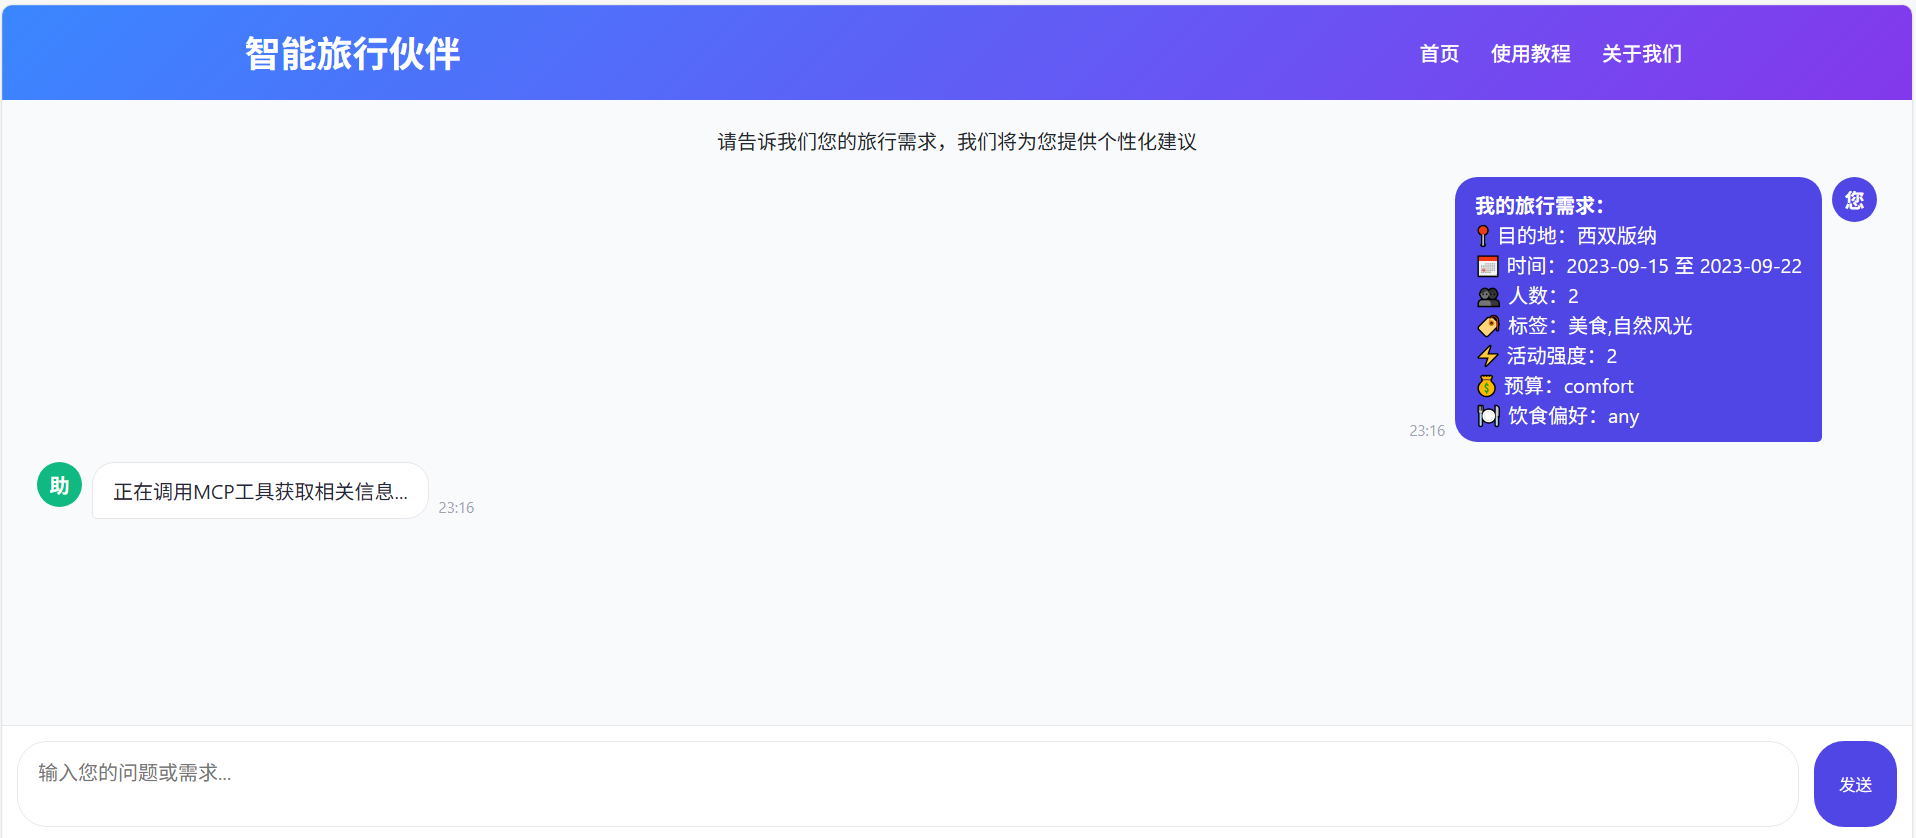 智能旅行伙伴
首页 使用教程 关于我们
请告诉我们您的旅行需求，我们将为您提供个性化建议
您
我的旅行需求：
📍 目的地：西双版纳
📅 时间：2023-09-15 至 2023-09-22
👥 人数：2
🏷️ 标签：美食,自然风光
⚡ 活动强度：2
💰 预算：comfort
🍽️ 饮食偏好：any
23:16
助
正在调用MCP工具获取相关信息...
23:16
输入您的问题或需求...
发送